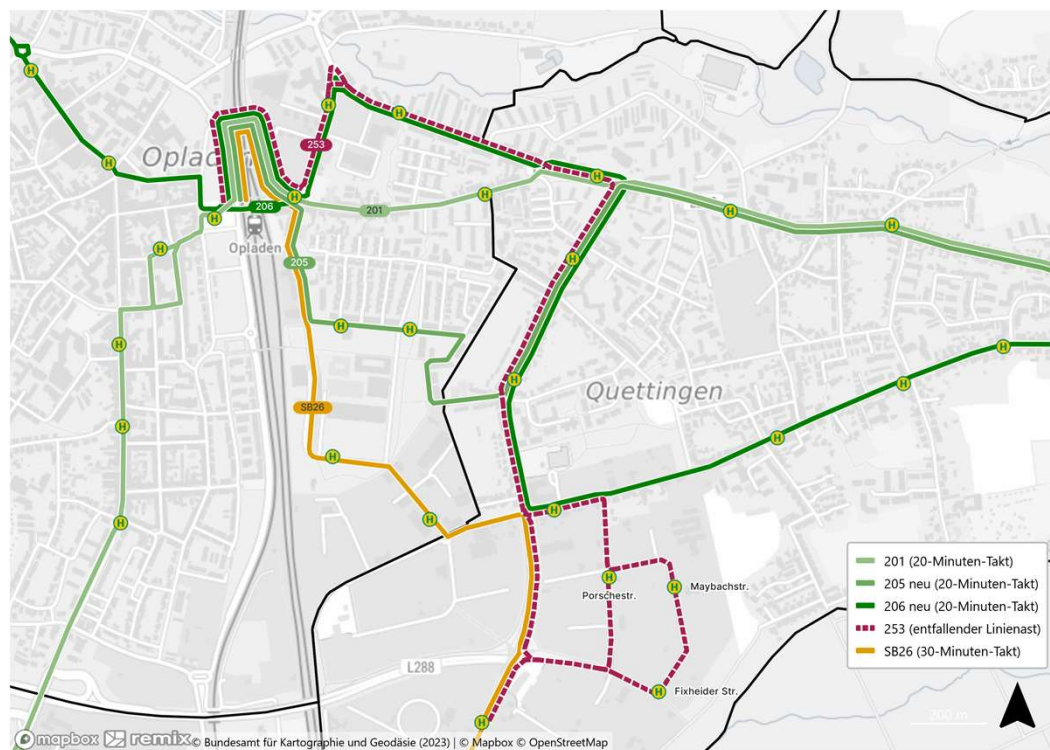 H
H
H
253
H
Opladen
H
H
H
H
206
201
H
H
H
Opladen
H
205
H
H
H
H
H
H
Quettingen
H
SB26
H
H
H
H
H
H
201 (20-Minuten-Takt)
205 neu (20-Minuten-Takt)
206 neu (20-Minuten-Takt)
253 (entfallender Linienast)
SB26 (30-Minuten-Takt)
H
Porschestr.
H
Maybachstr.
L288
H
Fixheider Str.
H
200 m
mapbox remix © Bundesamt für Kartographie und Geodäsie (2023) | © Mapbox © OpenStreetMap